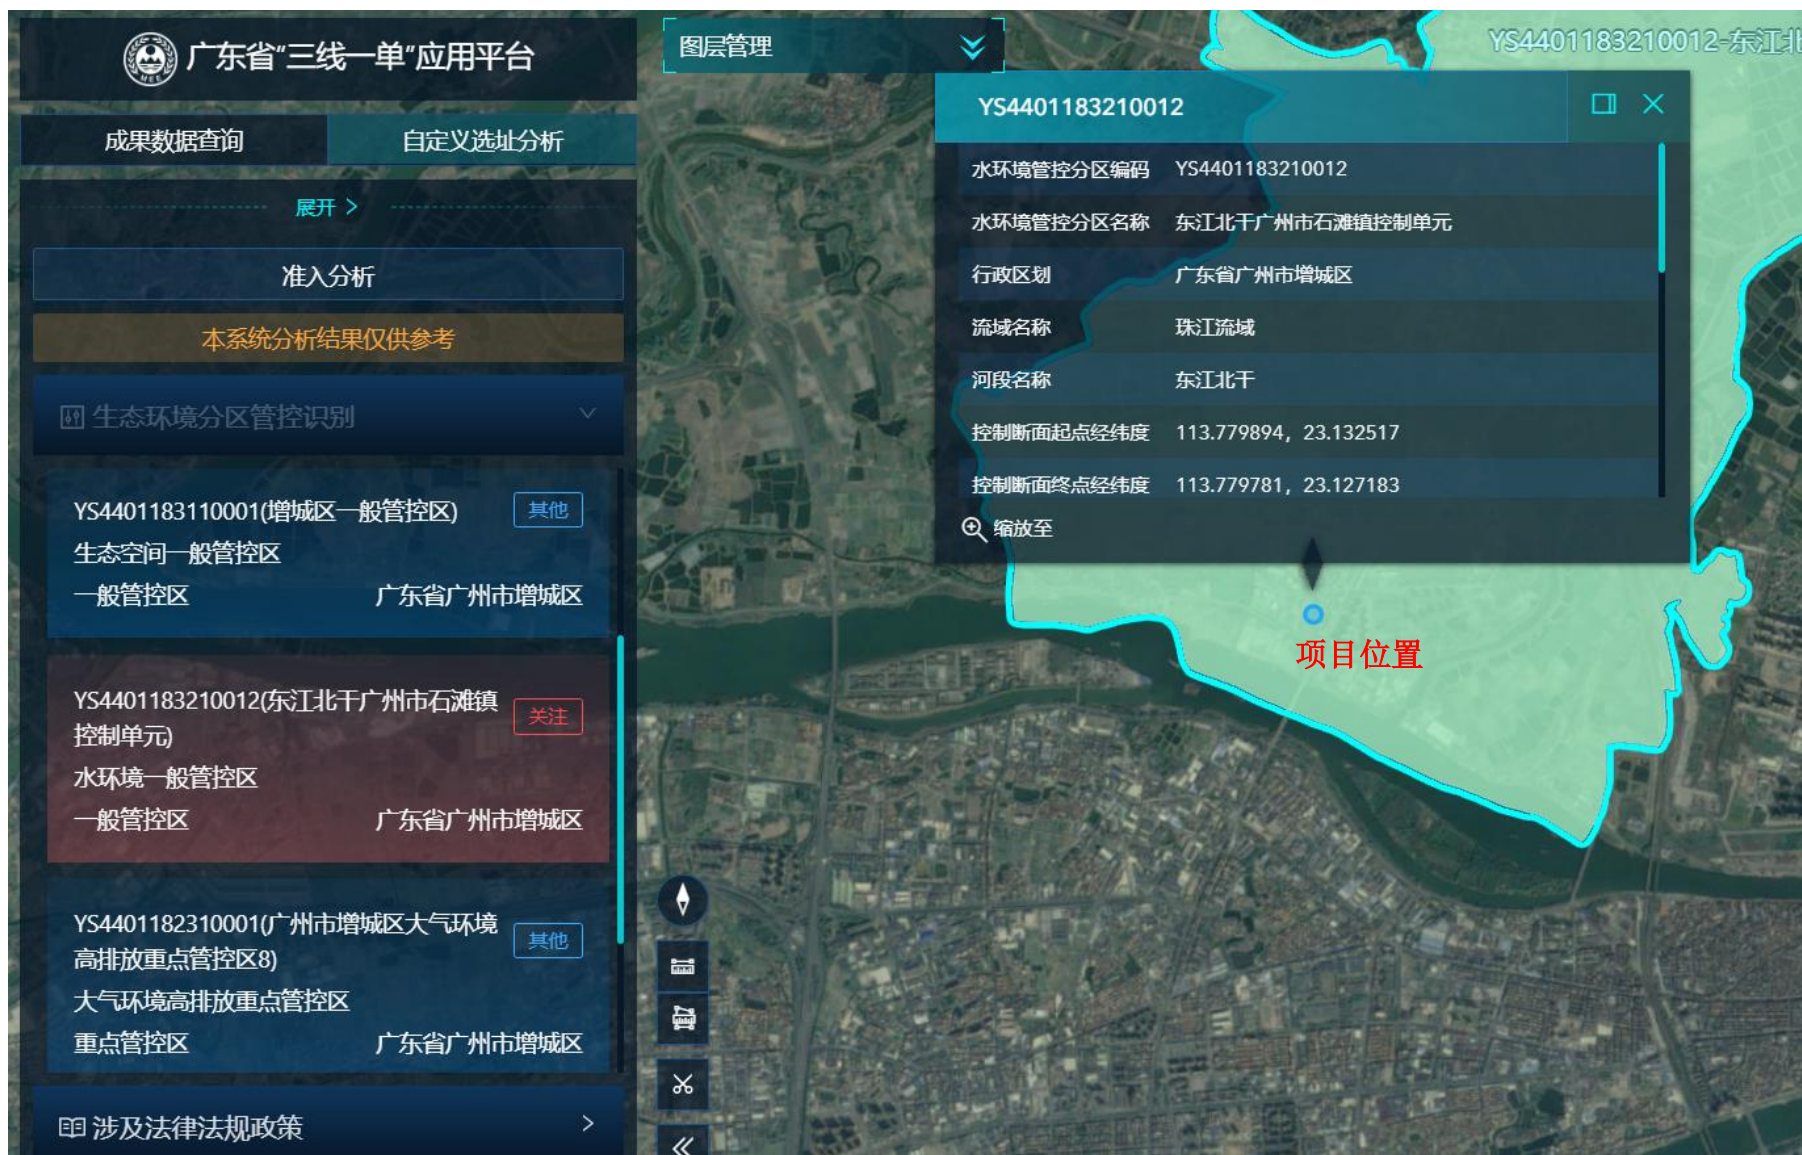 广东省“三线一单”应用平台
成果数据查询
自定义选址分析
展开 >
准入分析
本系统分析结果仅供参考
生态环境分区管控识别
YS4401183110001(增城区一般管控区)
其他
生态空间一般管控区
一般管控区
广东省广州市增城区
YS4401183210012(东江北干广州市石滩镇
控制单元)
关注
水环境一般管控区
一般管控区
广东省广州市增城区
YS4401182310001(广州市增城区大气环境
高排放重点管控区8)
其他
大气环境高排放重点管控区
重点管控区
广东省广州市增城区
涉及法律法规政策
图层管理
YS4401183210012-东江北
YS4401183210012
水环境管控分区编码 YS4401183210012
水环境管控分区名称 东江北干广州市石滩镇控制单元
行政区划 广东省广州市增城区
流域名称 珠江流域
河段名称 东江北干
控制断面起点经纬度 113.779894, 23.132517
控制断面终点经纬度 113.779781, 23.127183
缩放至
项目位置